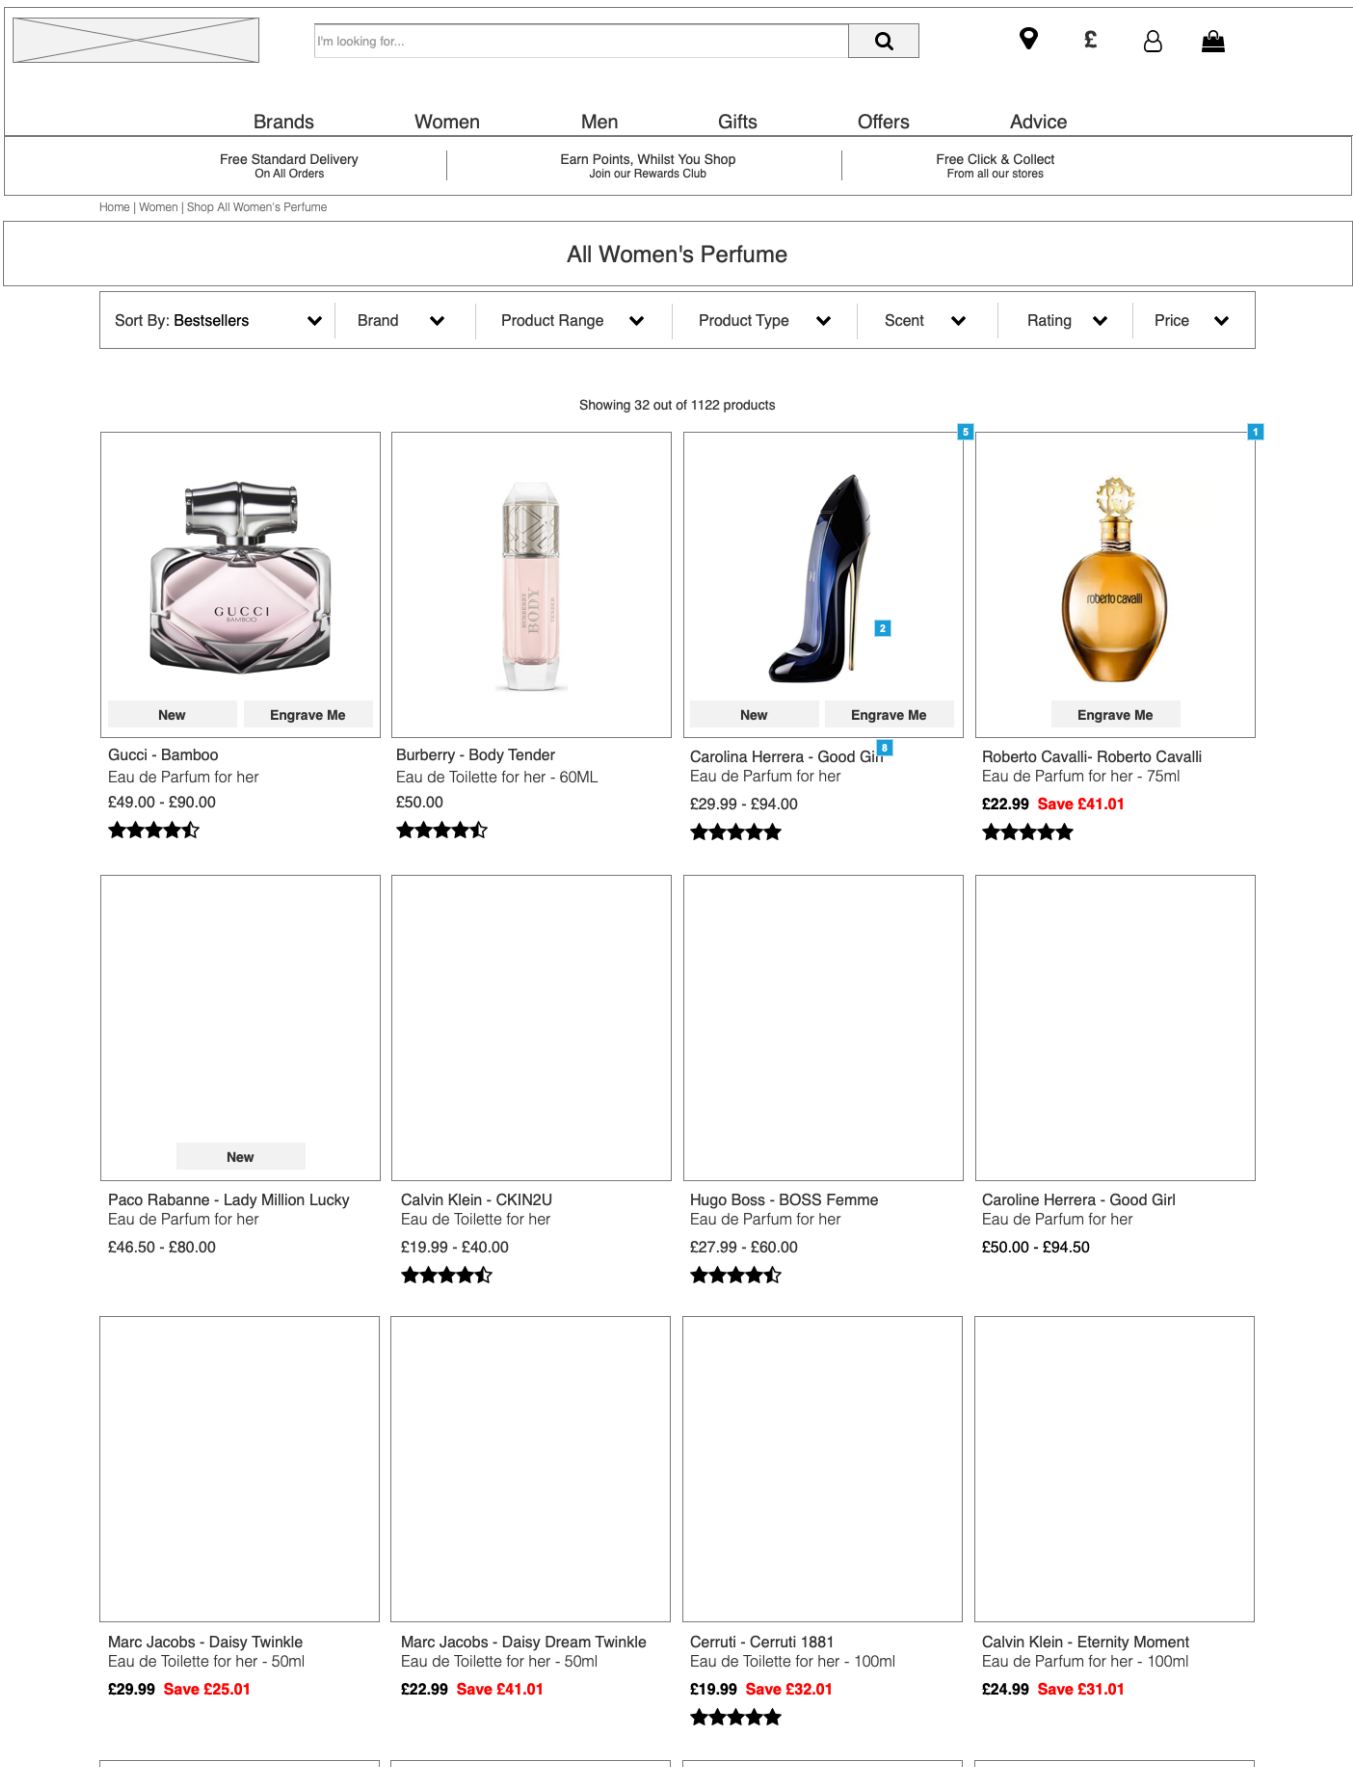 I'm looking for...
£
Brands Women Men Gifts Offers Advice
Free Standard Delivery
On All Orders
Earn Points, Whilst You Shop
Join our Rewards Club
Free Click & Collect
From all our stores
Home | Women | Shop All Women's Perfume
All Women's Perfume
Sort By: Bestsellers Brand Product Range Product Type Scent Rating Price
Showing 32 out of 1122 products
GUCCI
BAMBOO
New Engrave Me
Gucci - Bamboo
Eau de Parfum for her
£49.00 - £90.00
BURBERRY
BODY
TENDER
Burberry - Body Tender
Eau de Toilette for her - 60ML
£50.00
5
2
New Engrave Me
8
Carolina Herrera - Good Girl
Eau de Parfum for her
£29.99 - £94.00
1
roberto cavalli
Engrave Me
Roberto Cavalli- Roberto Cavalli
Eau de Parfum for her - 75ml
£22.99 Save £41.01
New
Paco Rabanne - Lady Million Lucky
Eau de Parfum for her
£46.50 - £80.00
Calvin Klein - CKIN2U
Eau de Toilette for her
£19.99 - £40.00
Hugo Boss - BOSS Femme
Eau de Parfum for her
£27.99 - £60.00
Caroline Herrera - Good Girl
Eau de Parfum for her
£50.00 - £94.50
Marc Jacobs - Daisy Twinkle
Eau de Toilette for her - 50ml
£29.99 Save £25.01
Marc Jacobs - Daisy Dream Twinkle
Eau de Toilette for her - 50ml
£22.99 Save £41.01
Cerruti - Cerruti 1881
Eau de Toilette for her - 100ml
£19.99 Save £32.01
Calvin Klein - Eternity Moment
Eau de Parfum for her - 100ml
£24.99 Save £31.01